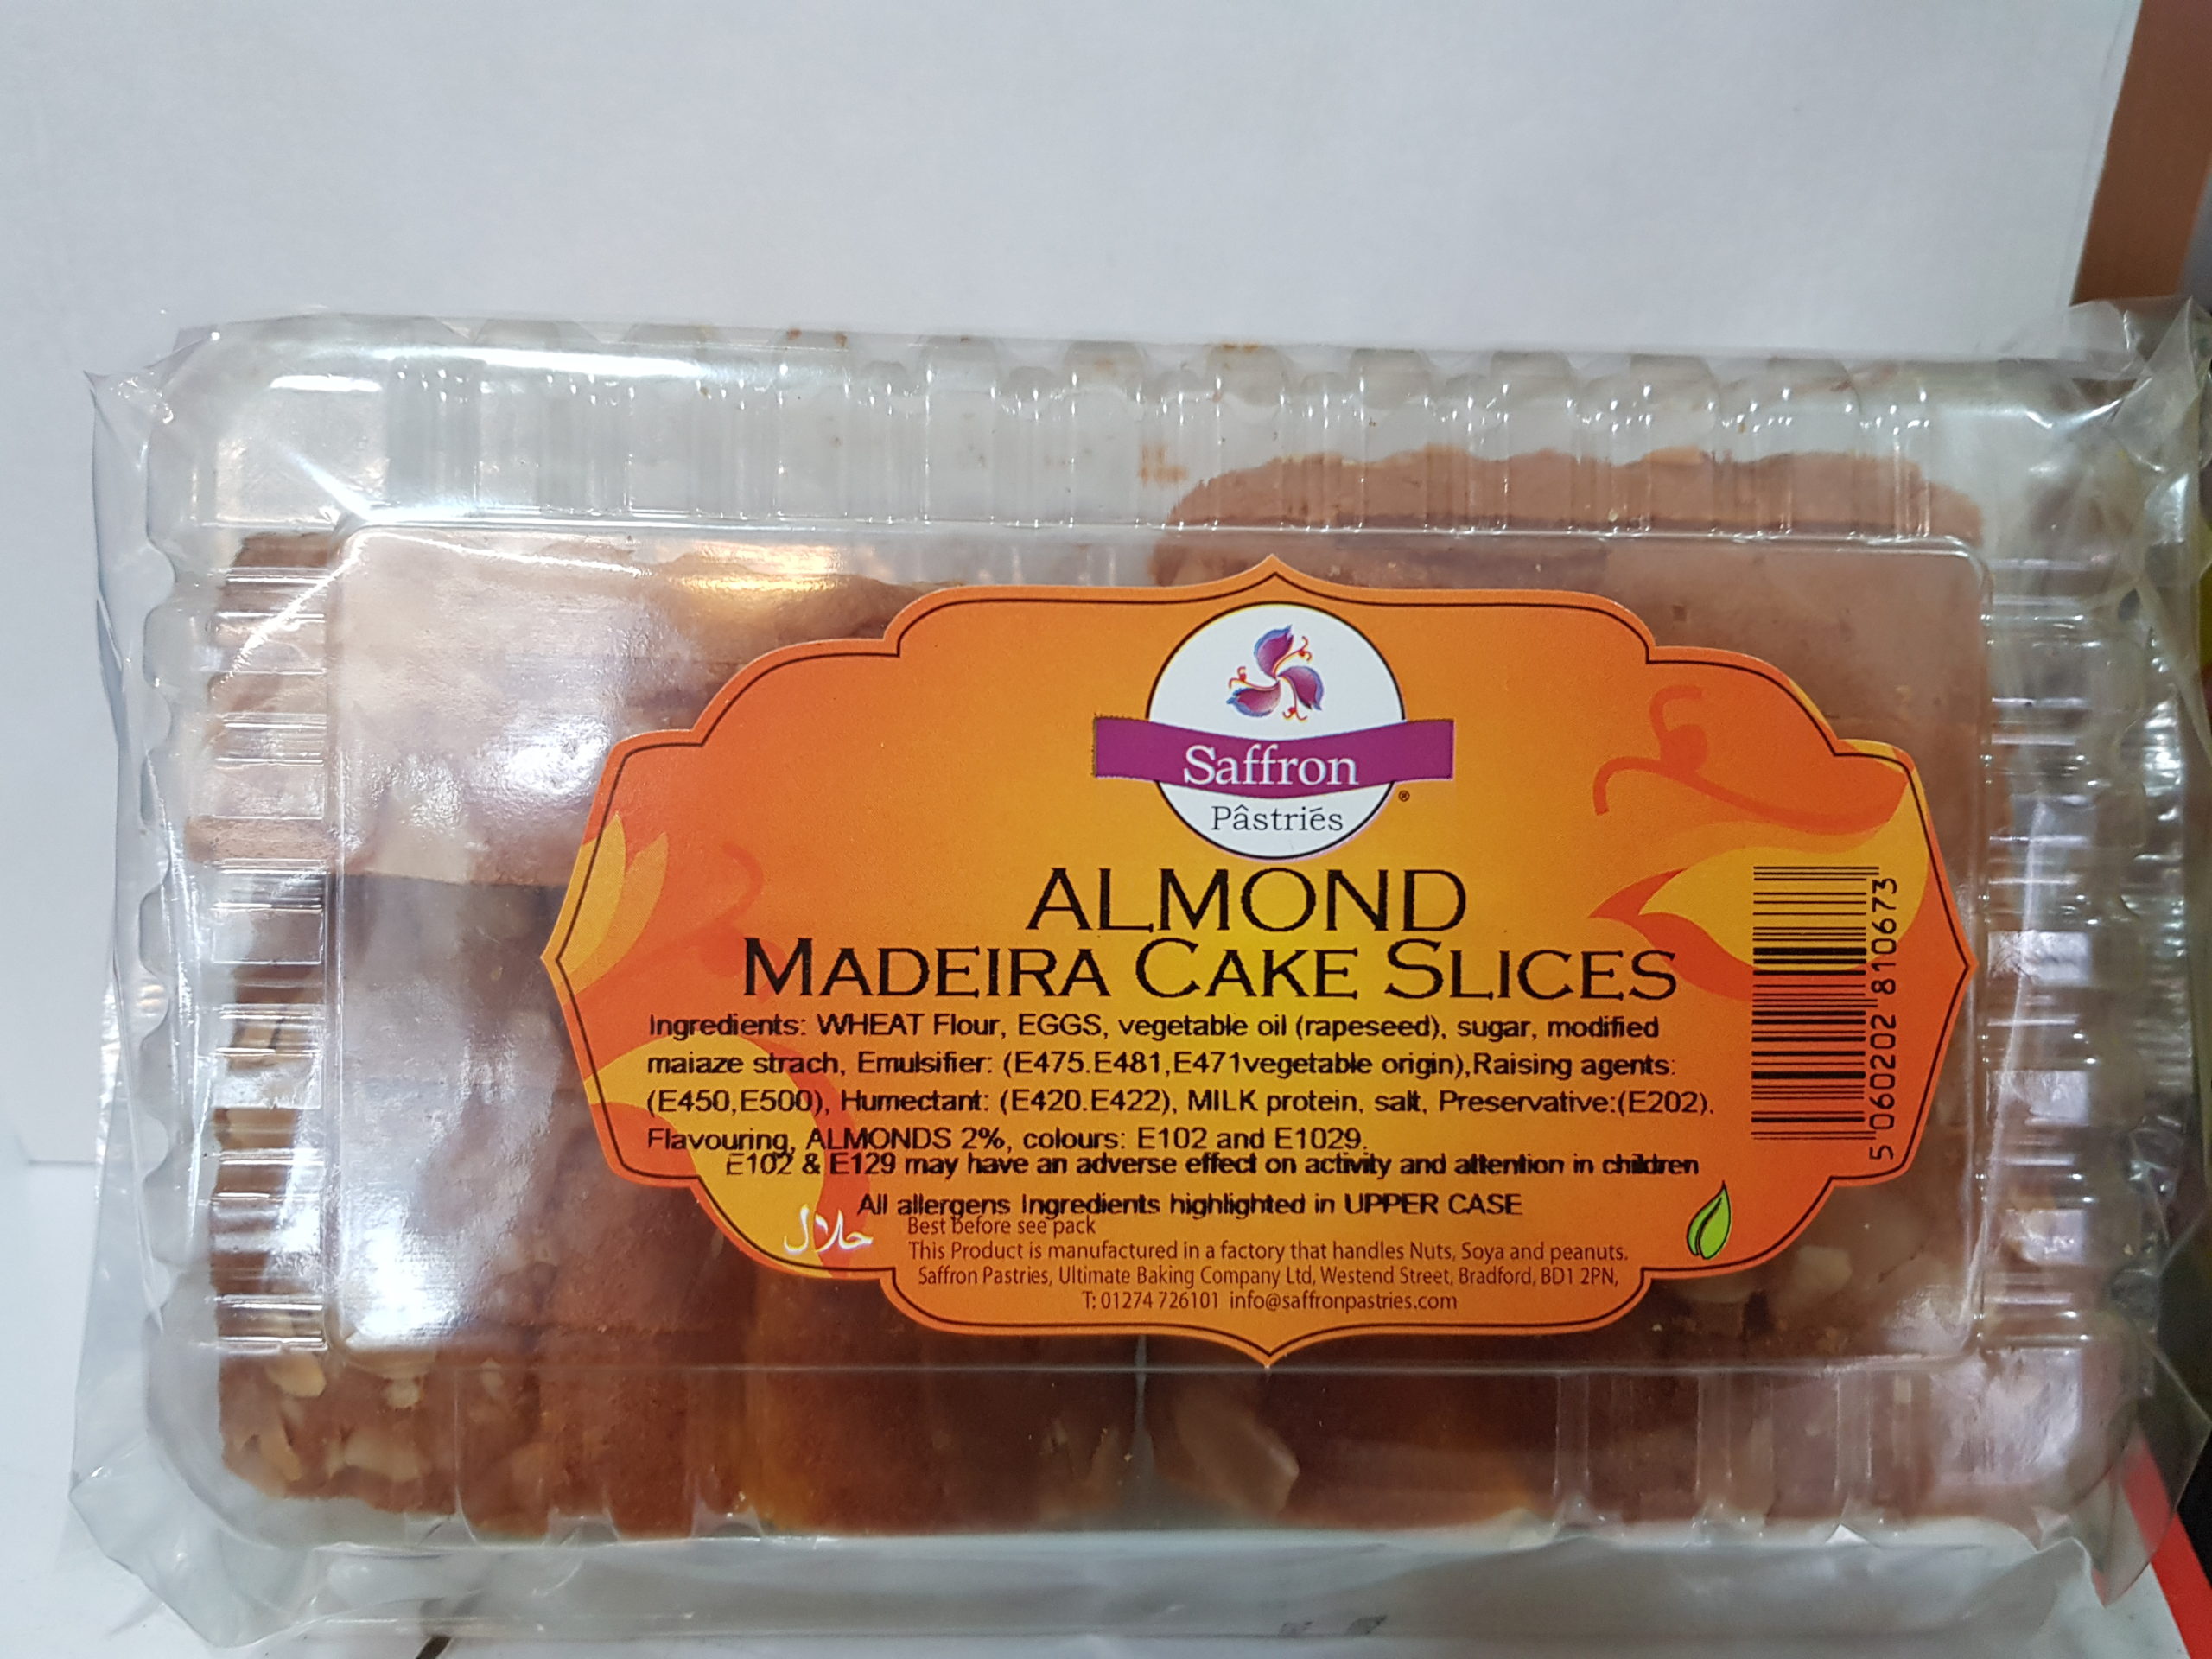 Saffron
®
Pâstriés
ALMOND
MADEIRA CAKE SLICES
Ingredients: WHEAT Flour, EGGS, vegetable oil (rapeseed), sugar, modified
maiaze strach, Emulsifier: (E475.E481,E471vegetable origin),Raising agents:
(E450,E500), Humectant: (E420.E422), MILK protein, salt, Preservative:(E202).
Flavouring, ALMONDS 2%, colours: E102 and E1029.
E102 & E129 may have an adverse effect on activity and attention in children
All allergens Ingredients highlighted in UPPER CASE
حلال
Best before see pack
This Product is manufactured in a factory that handles Nuts, Soya and peanuts.
Saffron Pastries, Ultimate Baking Company Ltd, Westend Street, Bradford, BD1 2PN,
T: 01274 726101 info@saffronpastries.com
5 060202 810673